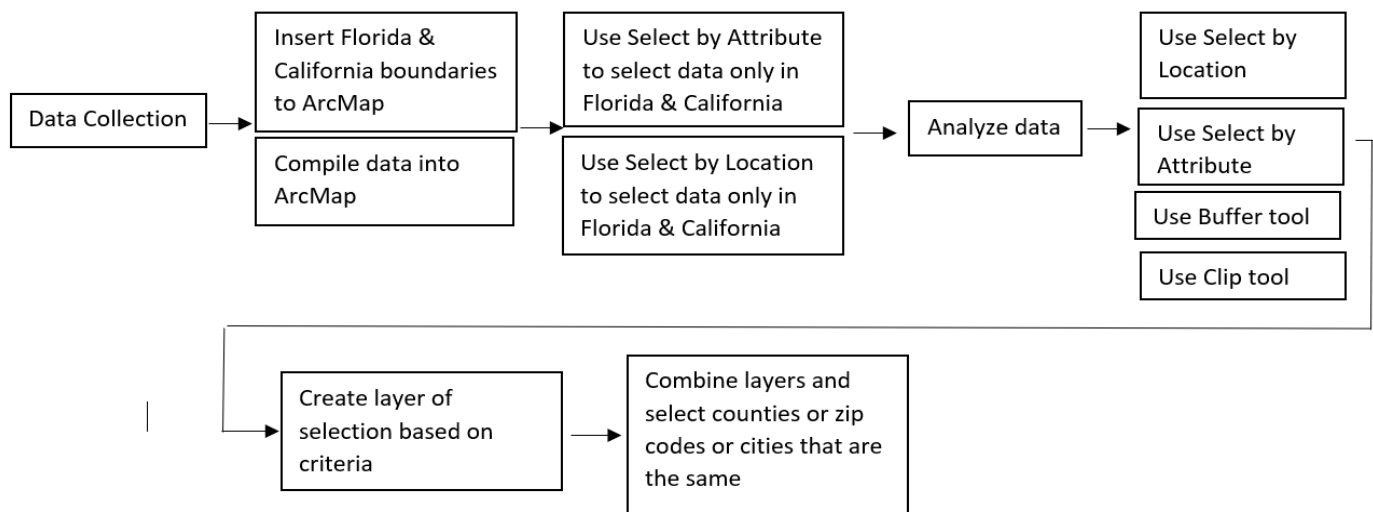 Data Collection
Insert Florida &
California boundaries
to ArcMap
Compile data into
ArcMap
Use Select by Attribute
to select data only in
Florida & California
Use Select by Location
to select data only in
Florida & California
Analyze data
Use Select by
Location
Use Select by
Attribute
Use Buffer tool
Use Clip tool
Create layer of
selection based on
criteria
Combine layers and
select counties or zip
codes or cities that are
the same